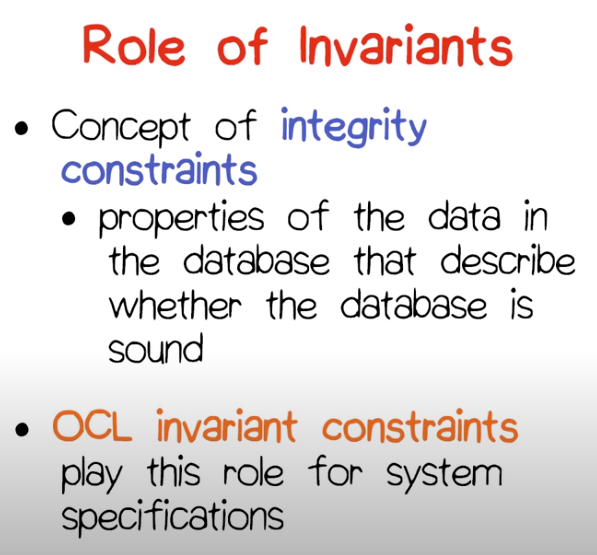 Role of Invariants
• Concept of integrity
constraints
• properties of the data in
the database that describe
whether the database is
sound
• OCL invariant constraints
play this role for system
specifications